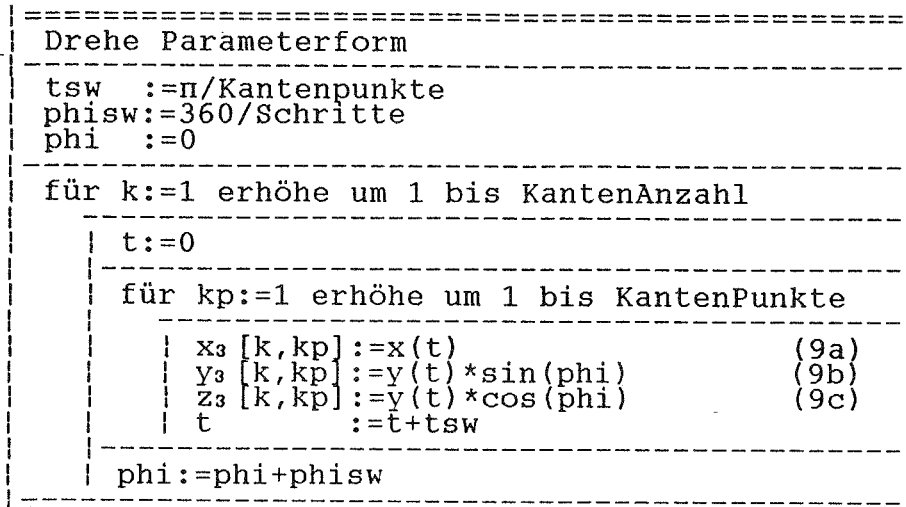 Drehe Parameterform
tsw :=π/Kantenpunkte
phisw:=360/Schritte
phi :=0
für k:=1 erhöhe um 1 bis KantenAnzahl
t:=0
für kp:=1 erhöhe um 1 bis KantenPunkte
x₃[k,kp]:=x(t) (9a)
y₃[k,kp]:=y(t)*sin(phi) (9b)
z₃[k,kp]:=y(t)*cos(phi) (9c)
t :=t+tsw
phi:=phi+phisw